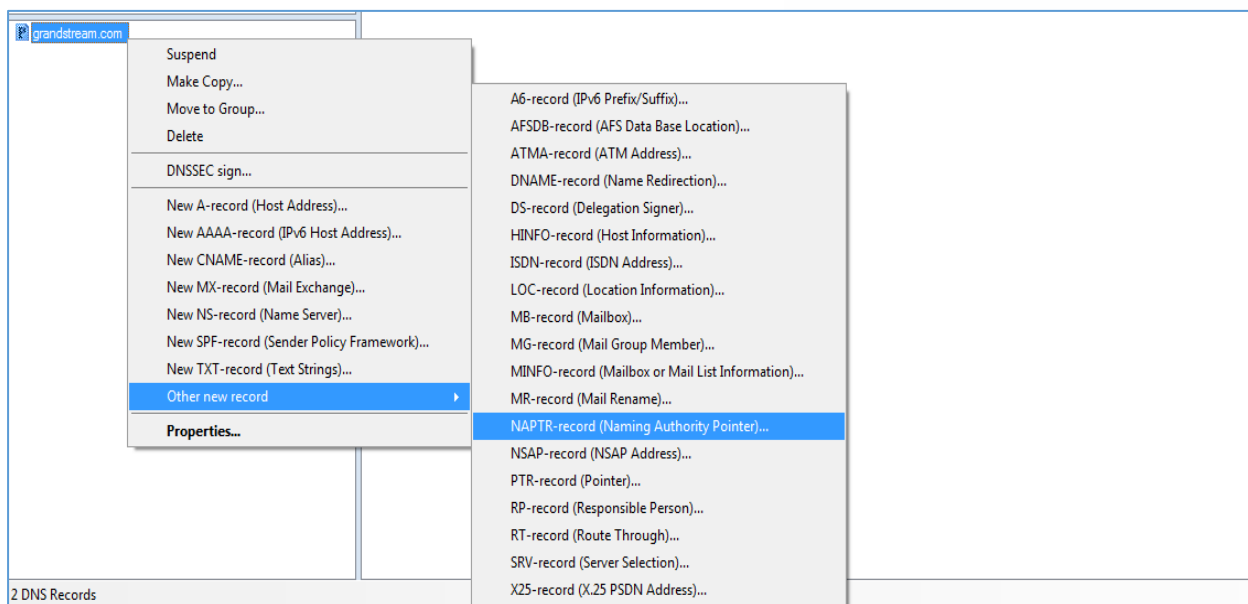 grandstream.com
Suspend
Make Copy...
Move to Group...
Delete
DNSSEC sign...
New A-record (Host Address)...
New AAAA-record (IPv6 Host Address)...
New CNAME-record (Alias)...
New MX-record (Mail Exchange)...
New NS-record (Name Server)...
New SPF-record (Sender Policy Framework)...
New TXT-record (Text Strings)...
Other new record
Properties...
A6-record (IPv6 Prefix/Suffix)...
AFSDB-record (AFS Data Base Location)...
ATMA-record (ATM Address)...
DNAME-record (Name Redirection)...
DS-record (Delegation Signer)...
HINFO-record (Host Information)...
ISDN-record (ISDN Address)...
LOC-record (Location Information)...
MB-record (Mailbox)...
MG-record (Mail Group Member)...
MINFO-record (Mailbox or Mail List Information)...
MR-record (Mail Rename)...
NAPTR-record (Naming Authority Pointer)...
NSAP-record (NSAP Address)...
PTR-record (Pointer)...
RP-record (Responsible Person)...
RT-record (Route Through)...
SRV-record (Server Selection)...
X25-record (X.25 PSDN Address)...
2 DNS Records